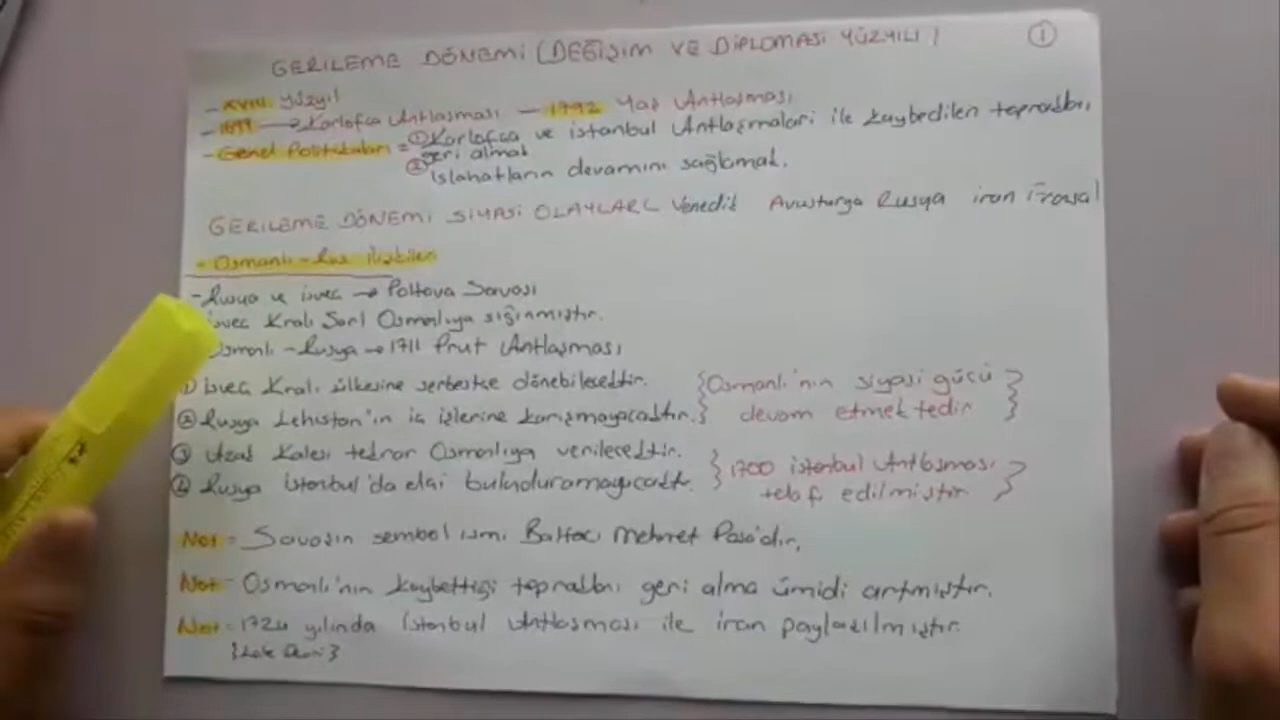 GERİLEME DÖNEMİ (DEĞİŞİM VE DİPLOMASİ YÜZYILI) ①
- XVIII. yüzyıl
- 1699 → Karlofça Antlaşması - 1792 Yaş Antlaşması
- Genel Politikaları = ① Karlofça ve İstanbul Antlaşmaları ile kaybedilen toprakları
geri almak
② Islahatların devamını sağlamak.
GERİLEME DÖNEMİ SİYASİ OLAYLARI Venedik Avusturya Rusya İran Fransa
- Osmanlı - Rus İlişkileri
- Rusya ve İsveç → Poltova Savaşı
İsveç Kralı Şarl Osmanlıya sığınmıştır.
Osmanlı - Rusya → 1711 Prut Antlaşması
① İsveç Kralı ülkesine serbestçe dönebilecektir. {Osmanlı'nın siyasi gücü
② Rusya Lehistan'ın iç işlerine karışmayacaktır.} devam etmektedir }
③ Azak Kalesi tekrar Osmanlıya verilecektir. } 1700 İstanbul Antlaşması
④ Rusya İstanbul'da elçi bulunduramayacaktır. telafi edilmiştir }
Not = Savaşın sembol ismi Baltacı Mehmet Paşa'dır.
Not = Osmanlı'nın kaybettiği toprakları geri alma ümidi artmıştır.
Not = 1724 yılında İstanbul Antlaşması ile İran paylaşılmıştır.
{Lale Devri}